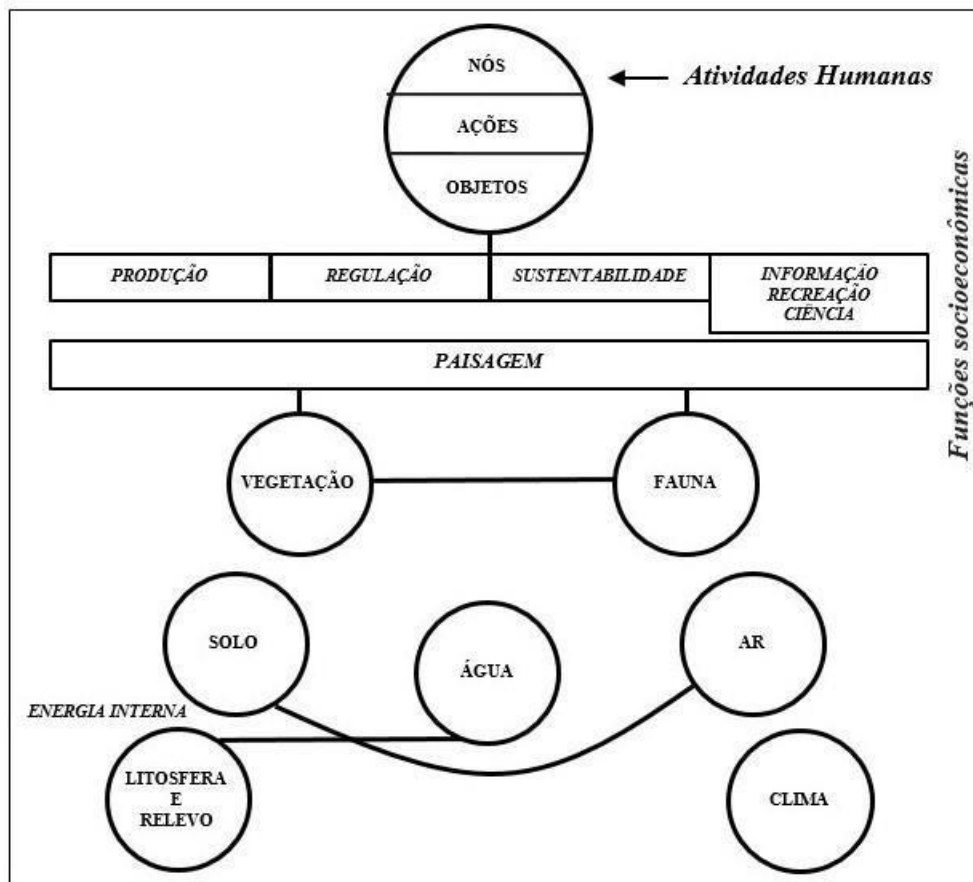 NÓS
Atividades Humanas
AÇÕES
OBJETOS
Funções socioeconômicas
PRODUÇÃO
REGULAÇÃO
SUSTENTABILIDADE
INFORMAÇÃO
RECREAÇÃO
CIÊNCIA
PAISAGEM
VEGETAÇÃO
FAUNA
SOLO
ÁGUA
AR
ENERGIA INTERNA
LITOSFERA
E
RELEVO
CLIMA